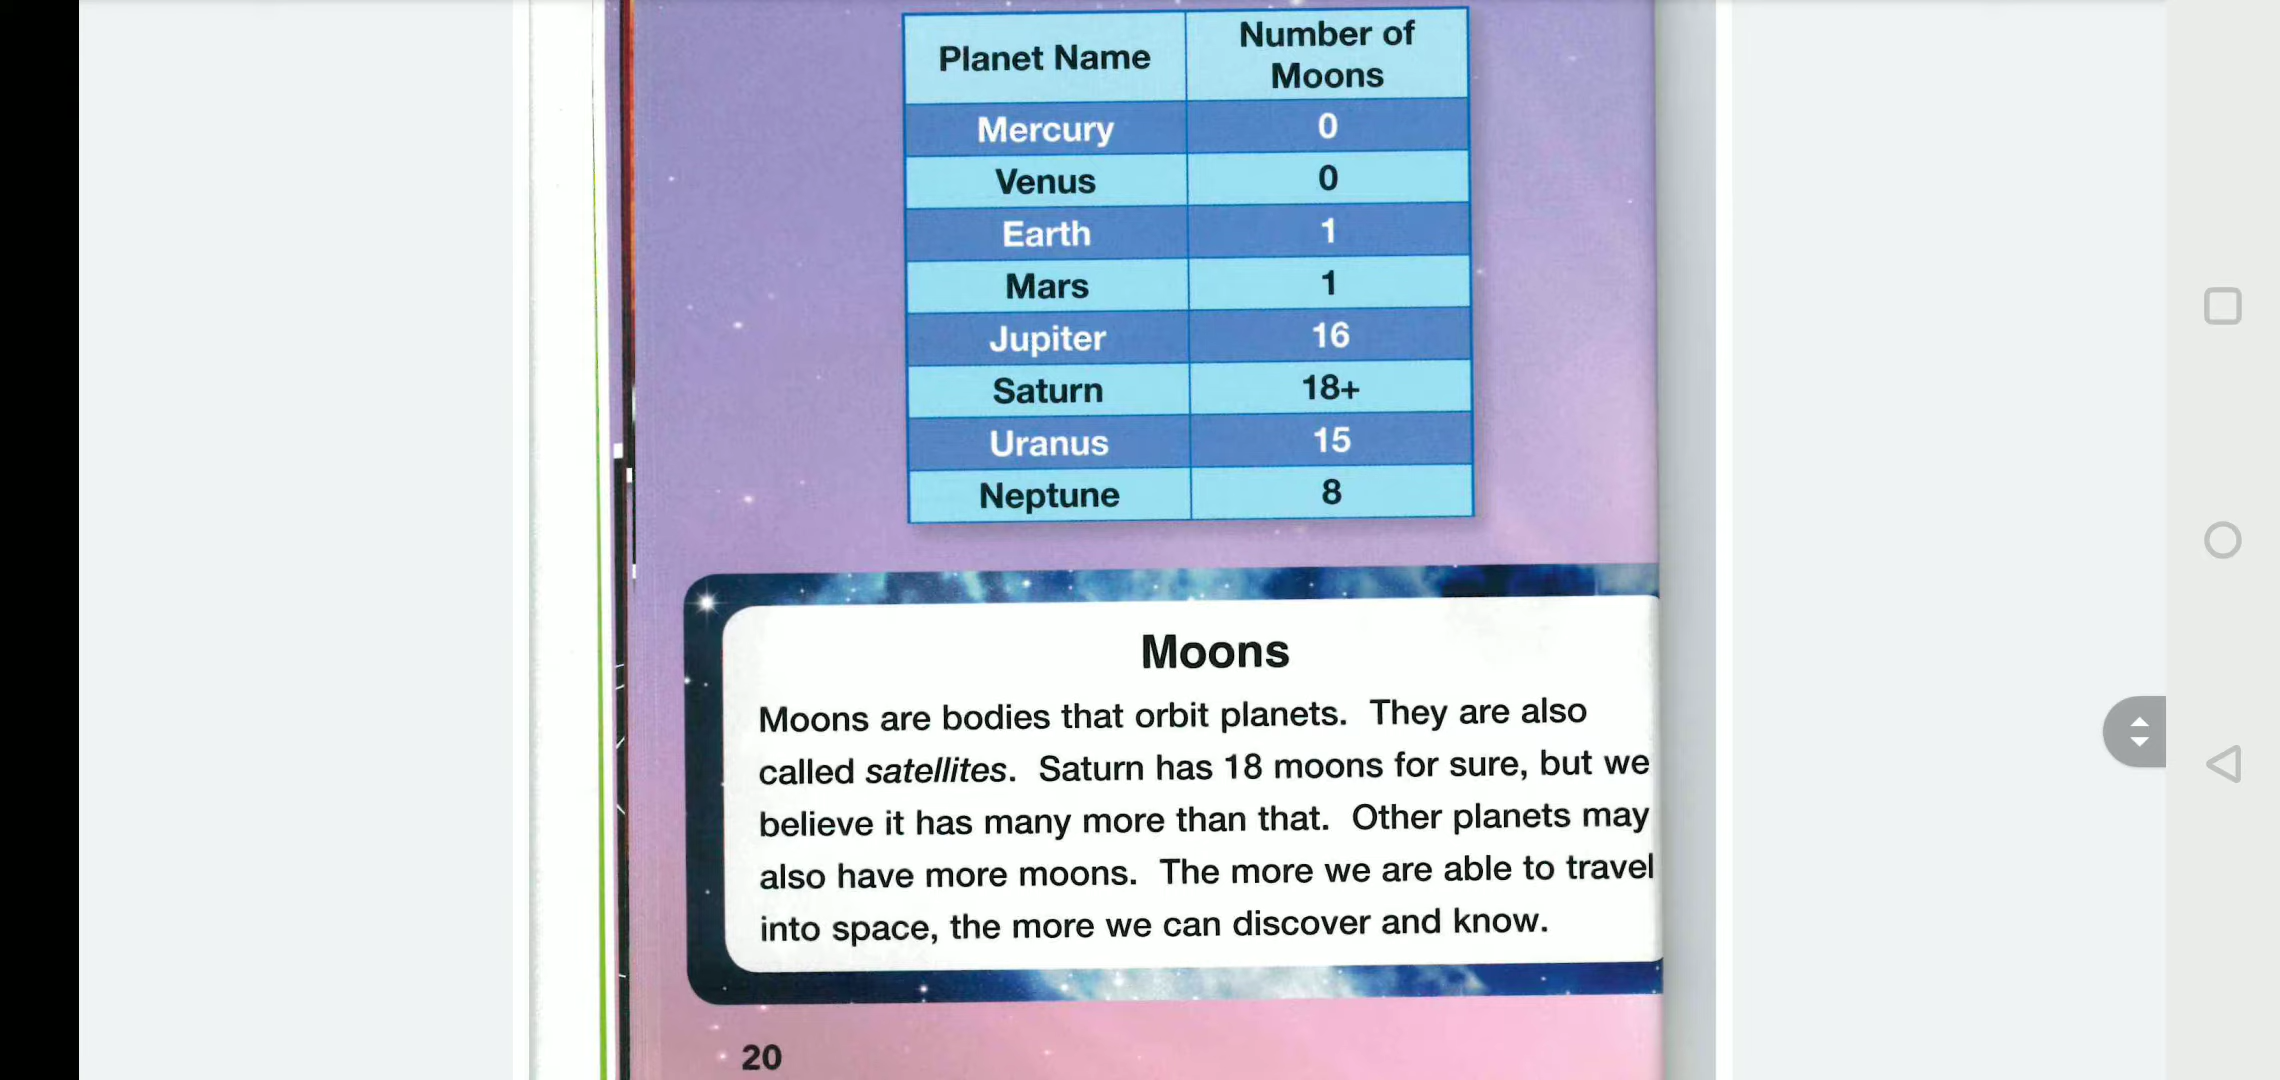 Planet Name Number of Moons
Mercury 0
Venus 0
Earth 1
Mars 1
Jupiter 16
Saturn 18+
Uranus 15
Neptune 8
Moons
Moons are bodies that orbit planets. They are also
called satellites. Saturn has 18 moons for sure, but we
believe it has many more than that. Other planets may
also have more moons. The more we are able to travel
into space, the more we can discover and know.
20